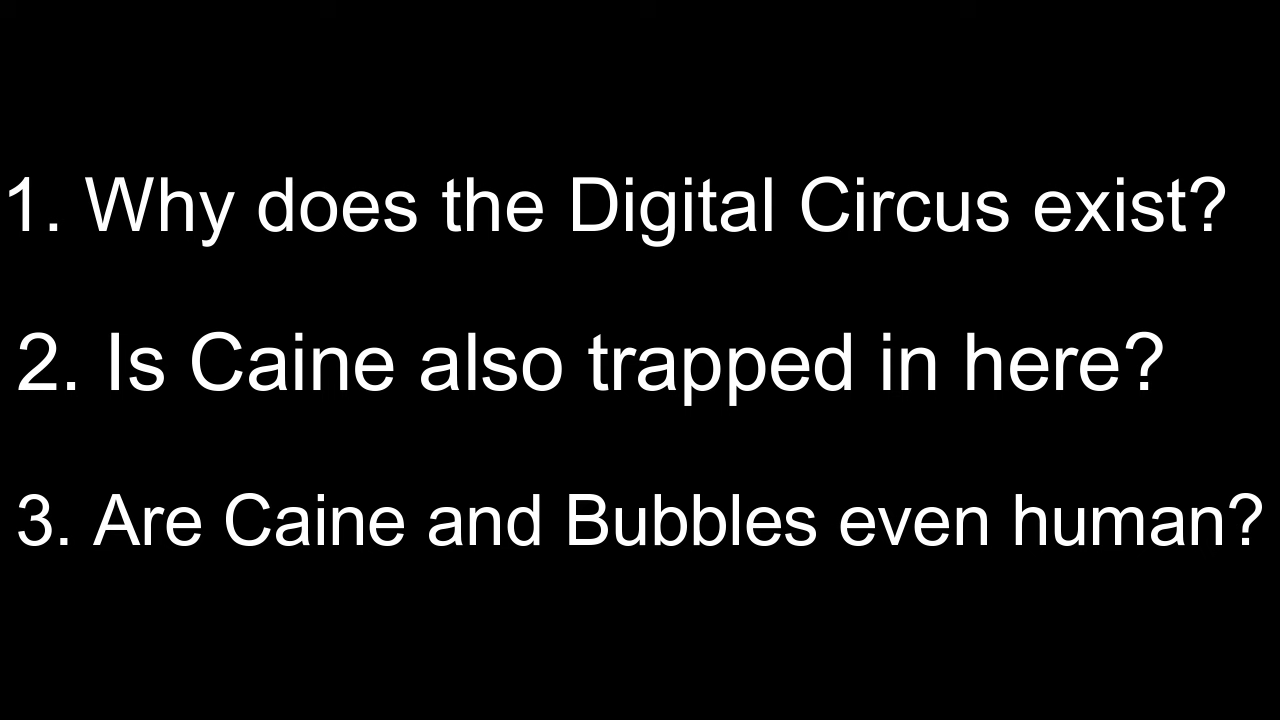 1. Why does the Digital Circus exist?
2. Is Caine also trapped in here?
3. Are Caine and Bubbles even human?